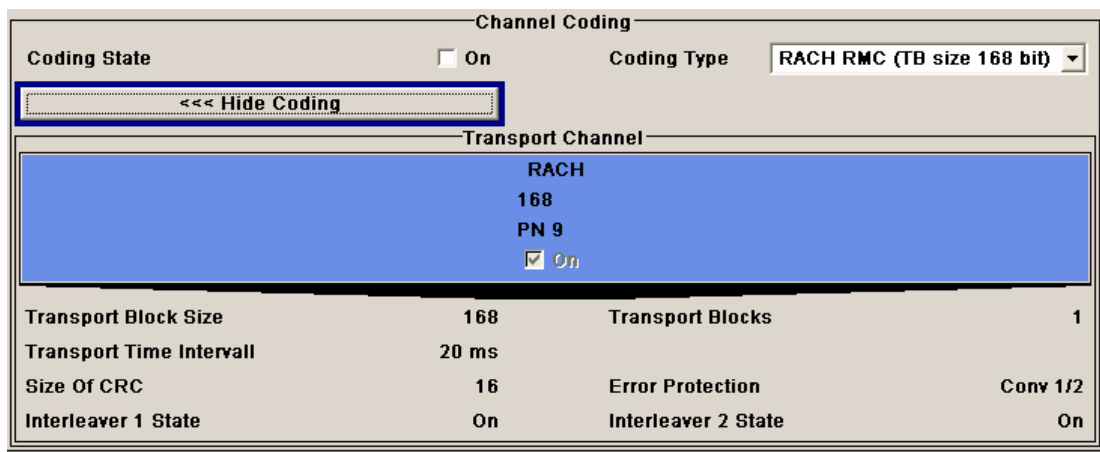 Channel Coding
Coding State On Coding Type RACH RMC (TB size 168 bit)
<<< Hide Coding
Transport Channel
RACH
168
PN 9
On
Transport Block Size 168 Transport Blocks 1
Transport Time Intervall 20 ms
Size Of CRC 16 Error Protection Conv 1/2
Interleaver 1 State On Interleaver 2 State On